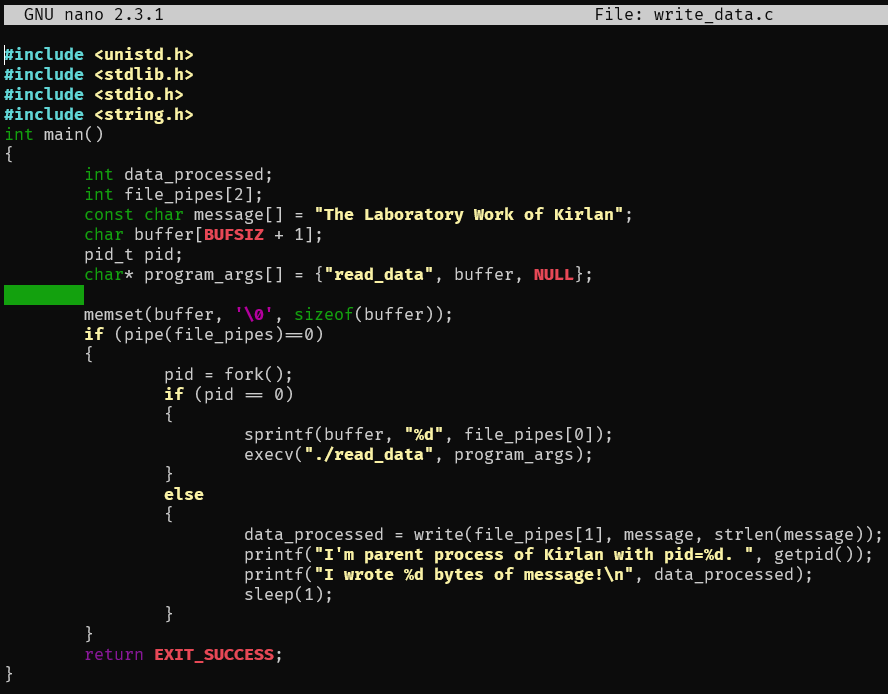 GNU nano 2.3.1 File: write_data.c
#include <unistd.h>
#include <stdlib.h>
#include <stdio.h>
#include <string.h>
int main()
{
        int data_processed;
        int file_pipes[2];
        const char message[] = "The Laboratory Work of Kirlan";
        char buffer[BUFSIZ + 1];
        pid_t pid;
        char* program_args[] = {"read_data", buffer, NULL};
        memset(buffer, '\0', sizeof(buffer));
        if (pipe(file_pipes)==0)
        {
                pid = fork();
                if (pid == 0)
                {
                        sprintf(buffer, "%d", file_pipes[0]);
                        execv("./read_data", program_args);
                }
                else
                {
                        data_processed = write(file_pipes[1], message, strlen(message));
                        printf("I'm parent process of Kirlan with pid=%d. ", getpid());
                        printf("I wrote %d bytes of message!\n", data_processed);
                        sleep(1);
                }
        }
        return EXIT_SUCCESS;
}